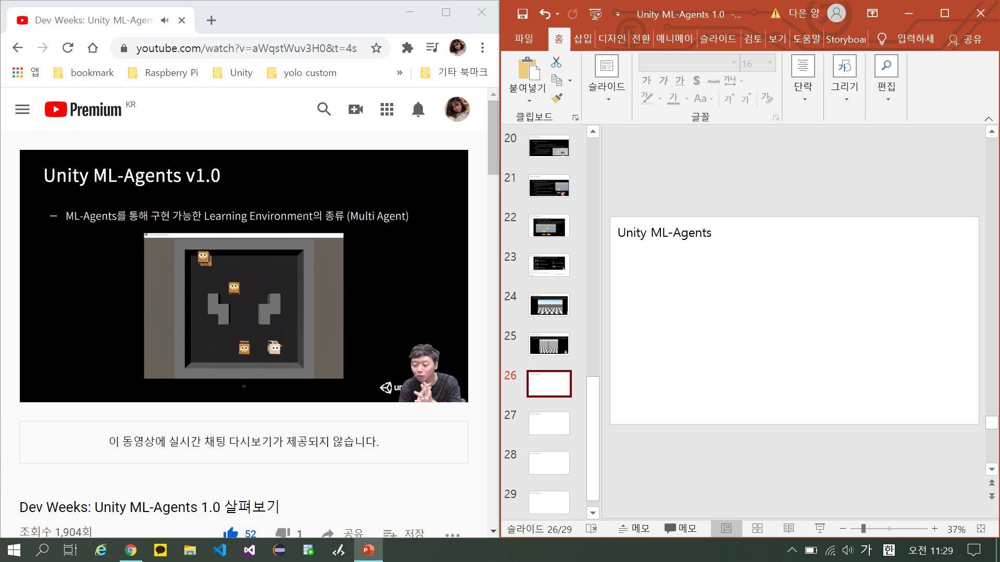 Dev Weeks: Unity ML-Agent
youtube.com/watch?v=aWqstWuv3H0&t=4s
앱
bookmark
Raspberry Pi
Unity
yolo custom
»
기타 북마크
Premium KR
Unity ML-Agents v1.0
– ML-Agents를 통해 구현 가능한 Learning Environment의 종류 (Multi Agent)
43
이 동영상에 실시간 채팅 다시보기가 제공되지 않습니다.
Dev Weeks: Unity ML-Agents 1.0 살펴보기
조회수 1,904회
52
1
공유
저장
Unity ML-Agents 1.0 -...
다은 양
파일
홈
삽입
디자인
전환
애니메이
슬라이드
검토
보기
도움말
Storyboar
입력하세
공유
붙여넣기
클립보드
슬라이드
16
가 가 가 S 가나다 간나
가 가 Aa 가 가 가
글꼴
단락
그리기
편집
20
21
22
23
24
25
26
27
28
29
Unity ML-Agents
슬라이드 26/29
메모
메모
37%
가
한
오전 11:29